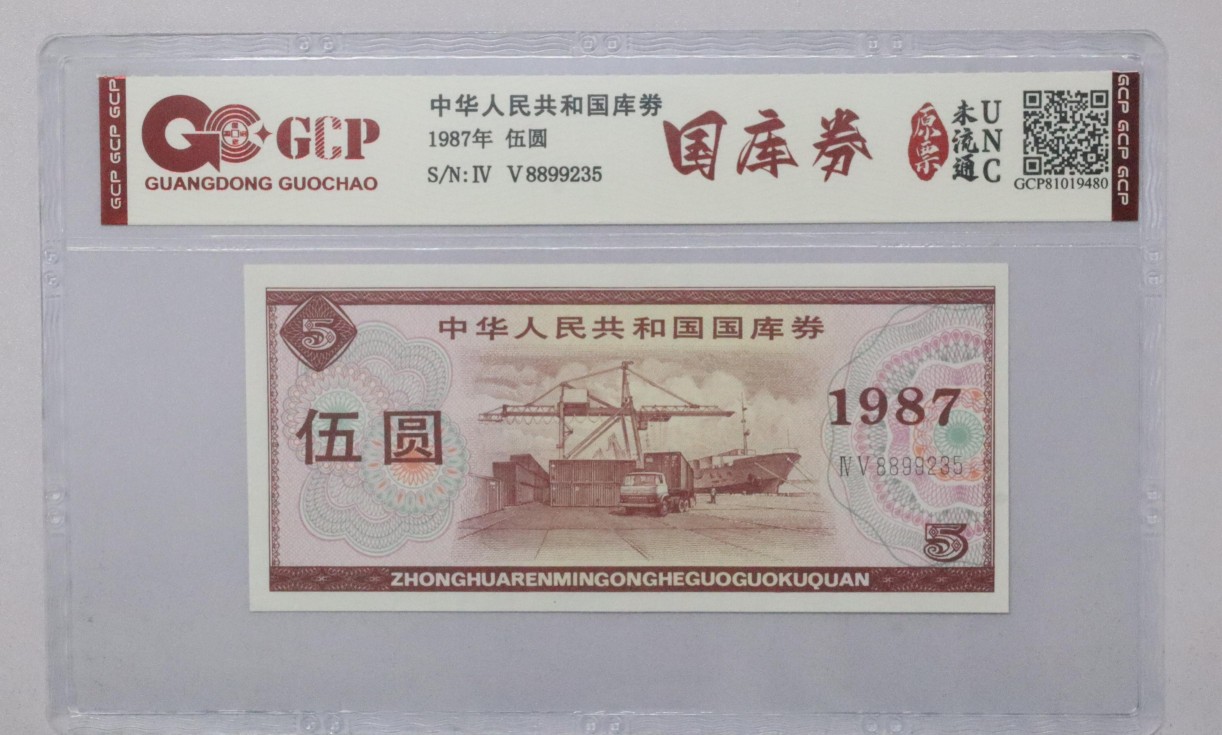 GCP GCP GCP
GCP
GUANGDONG GUOCHAO
中华人民共和国库券
1987年 伍圆
S/N: Ⅳ V 8899235
国库券
原票
未流通
UNC
GCP81019480
GCP GCP GCP
5
中华人民共和国国库券
伍圆
1987
Ⅳ V 8899235
5
ZHONGHUARENMINGONGHEGUOGUOKUQUAN